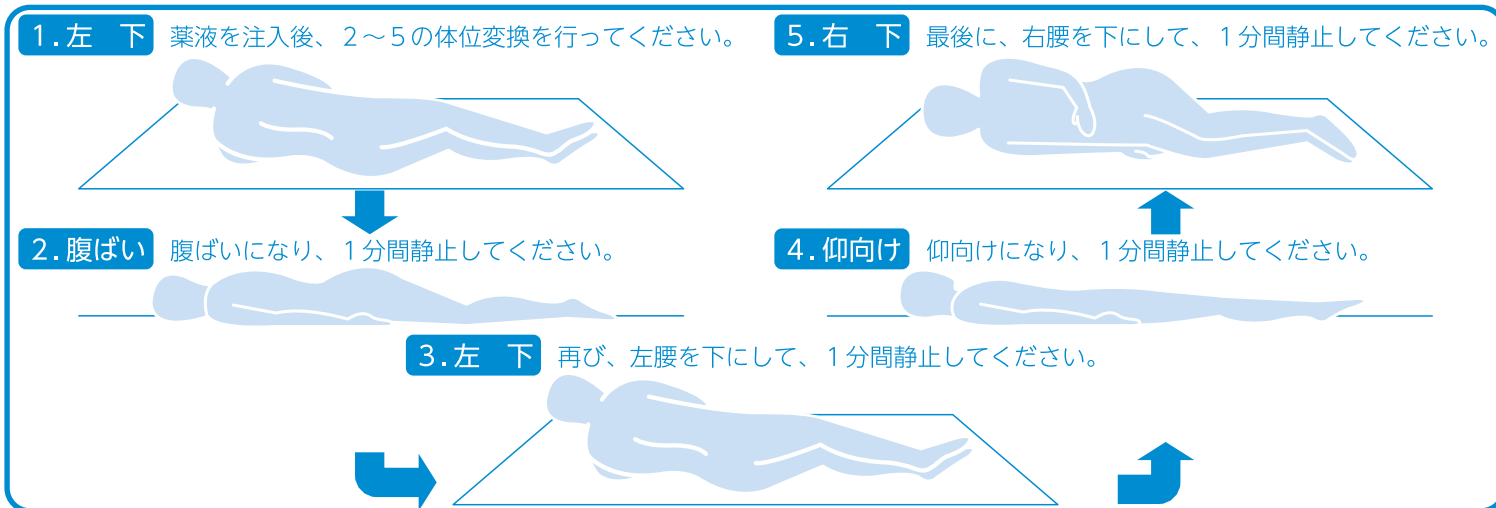 1.左　下　薬液を注入後、２〜５の体位変換を行ってください。
2.腹ばい　腹ばいになり、１分間静止してください。
3.左　下　再び、左腰を下にして、１分間静止してください。
4.仰向け　仰向けになり、１分間静止してください。
5.右　下　最後に、右腰を下にして、１分間静止してください。